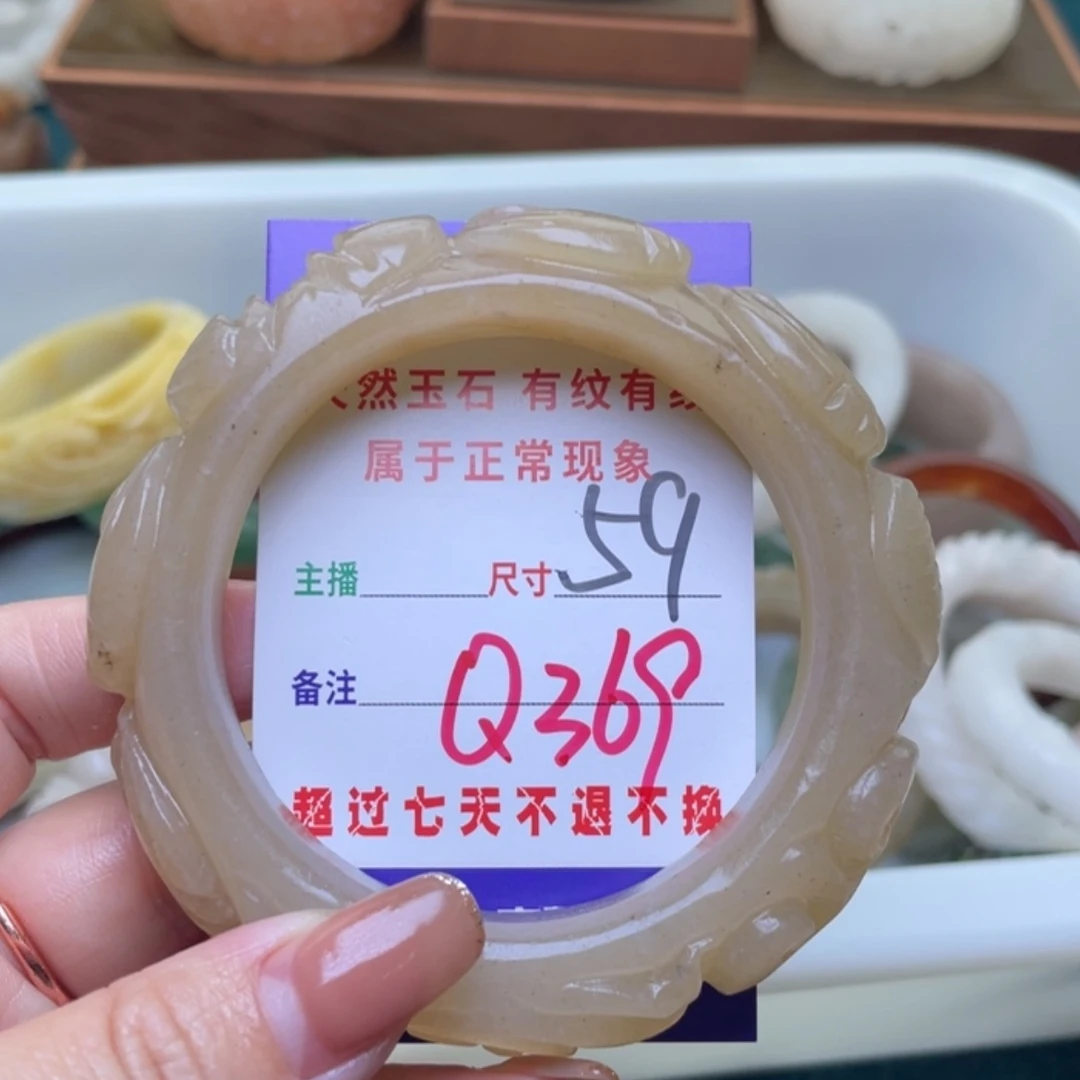 然玉石 有纹有
属于正常现象
主播 尺寸 59
备注 Q369
超过七天不退不换